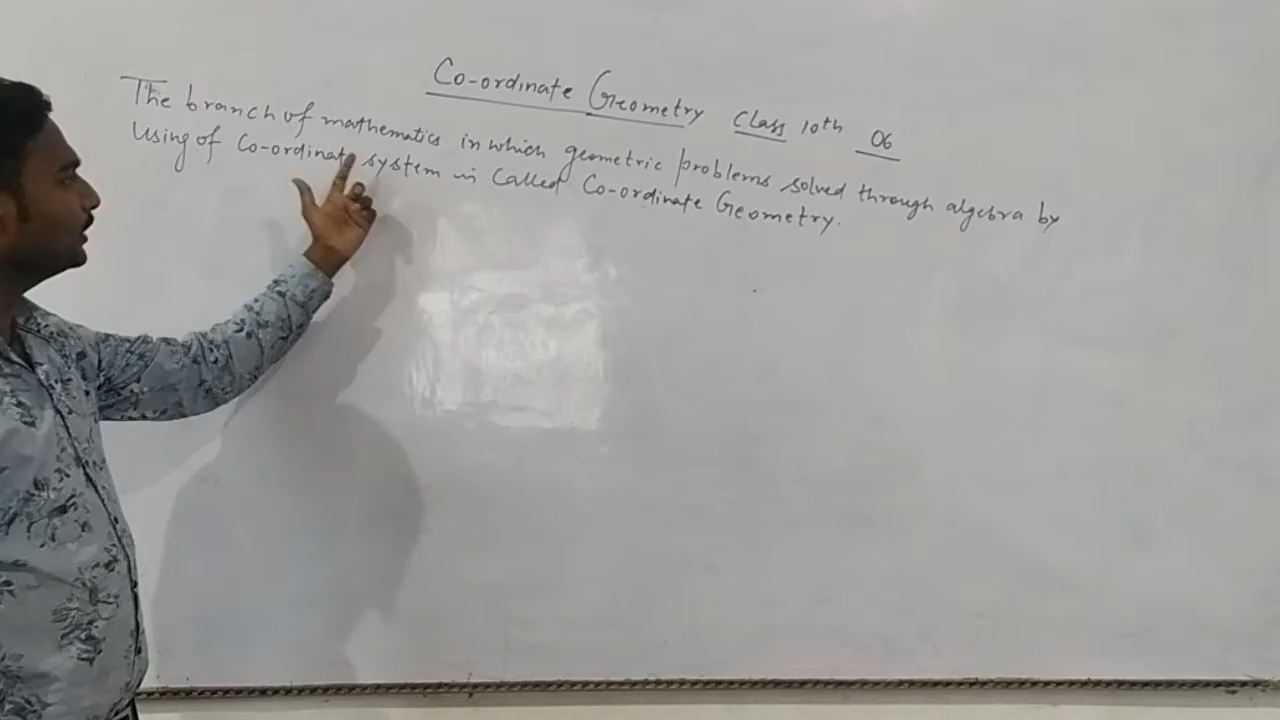 Co-ordinate Geometry Class 10th 06
The branch of mathematics in which geometric problems solved through algebra by
Using of Co-ordinate system is Called Co-ordinate Geometry.